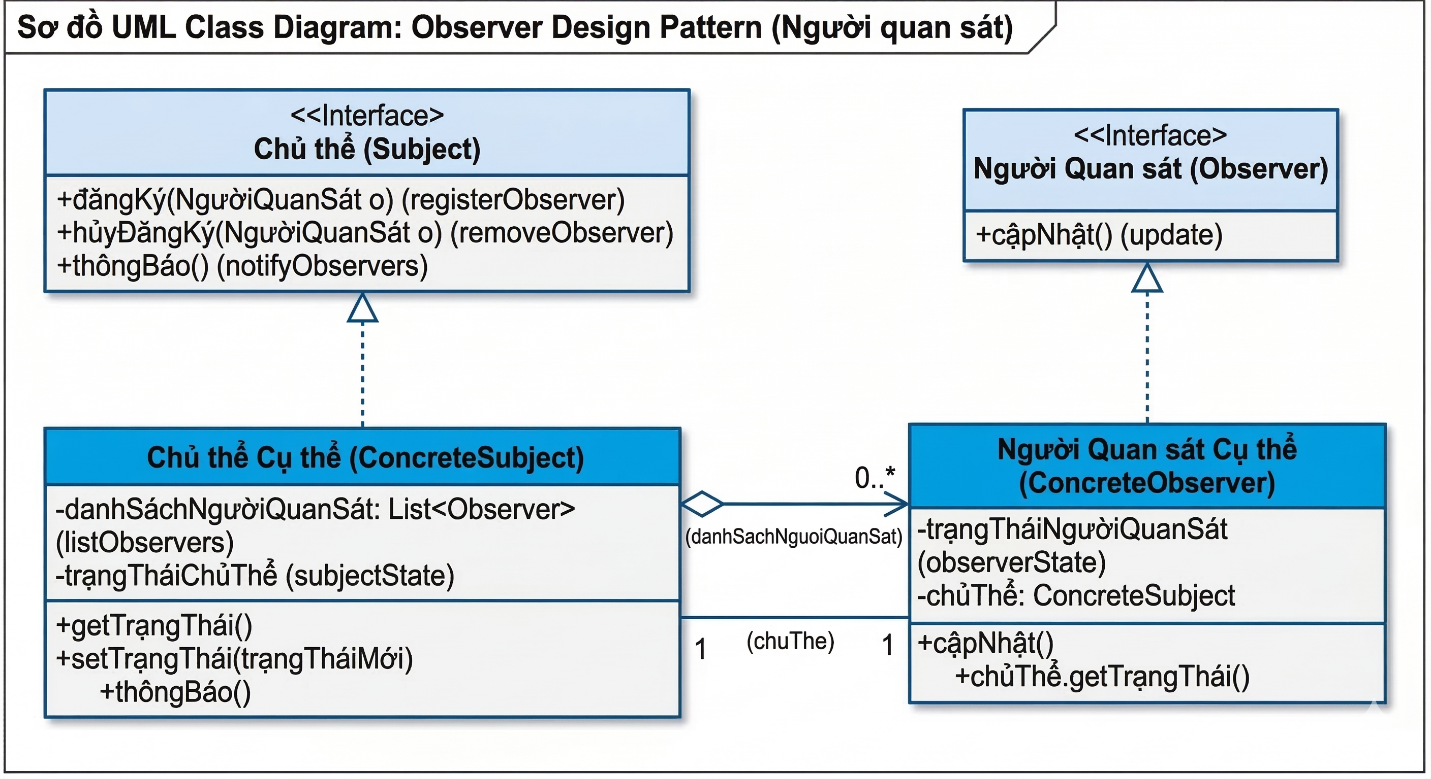 Sơ đồ UML Class Diagram: Observer Design Pattern (Người quan sát)
<<Interface>>
Chủ thể (Subject)
+đăngKý(NgườiQuanSát o) (registerObserver)
+hủyĐăngKý(NgườiQuanSát o) (removeObserver)
+thôngBáo() (notifyObservers)
<<Interface>>
Người Quan sát (Observer)
+cậpNhật() (update)
Chủ thể Cụ thể (ConcreteSubject)
-danhSáchNgườiQuanSát: List<Observer>
(listObservers)
-trạngTháiChủThể (subjectState)
+getTrạngThái()
+setTrạngThái(trạngTháiMới)
+thôngBáo()
0..*
(danhSachNguoiQuanSat)
1
(chuThe)
1
Người Quan sát Cụ thể
(ConcreteObserver)
-trạngTháiNgườiQuanSát
(observerState)
-chủThể: ConcreteSubject
+cậpNhật()
+chủThể.getTrạngThái()